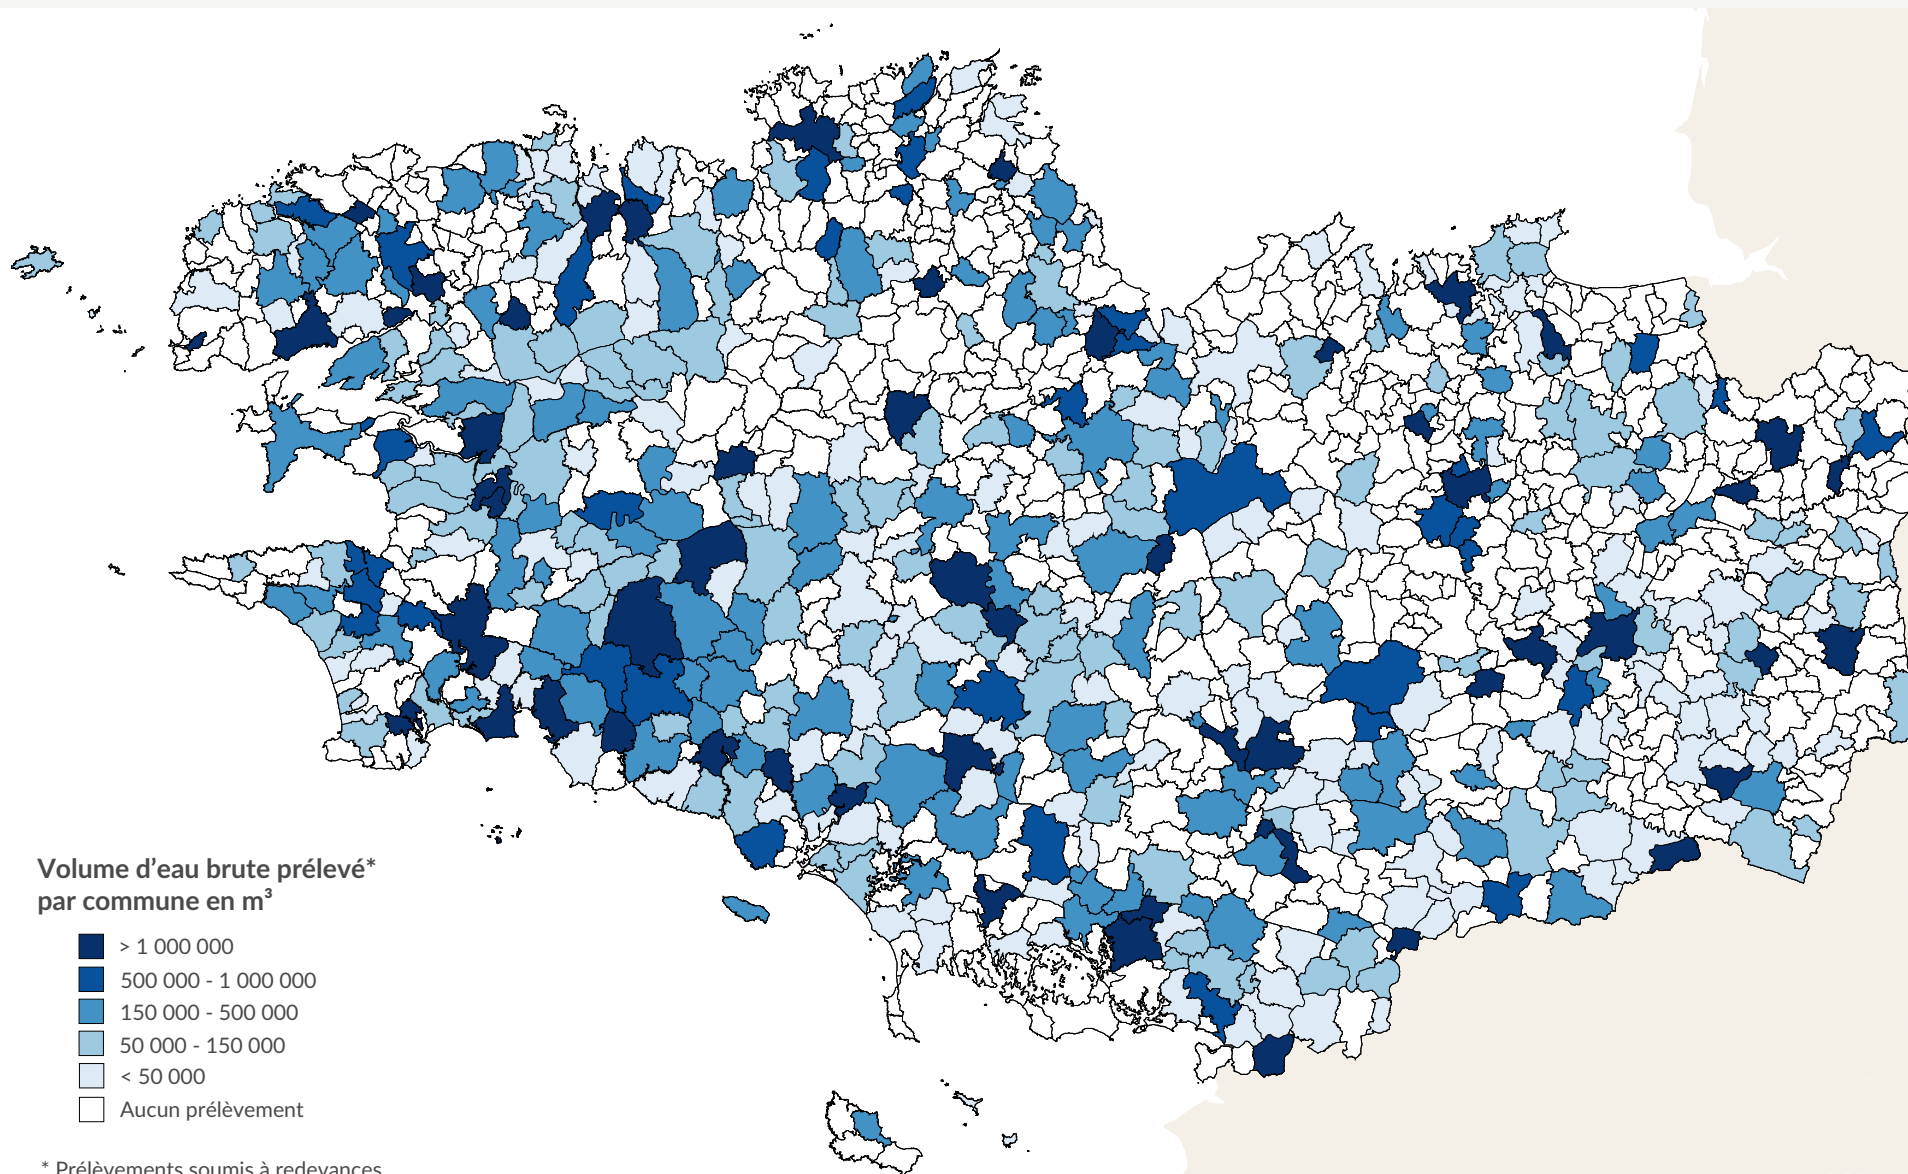 Volume d'eau brute prélevé*
par commune en m³
> 1 000 000
500 000 - 1 000 000
150 000 - 500 000
50 000 - 150 000
< 50 000
Aucun prélèvement
* Prélèvements soumis à redevances